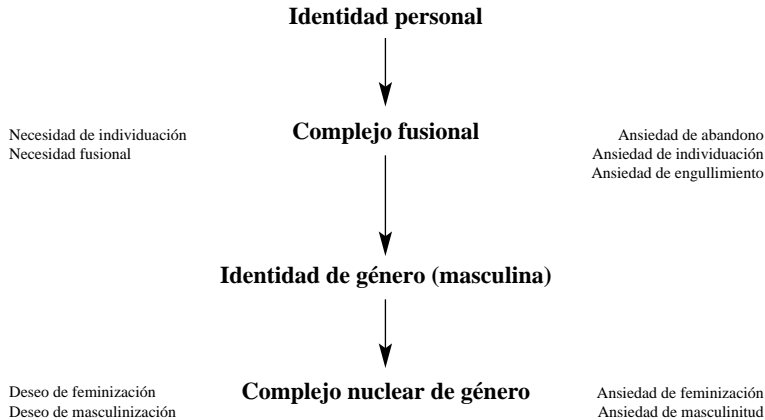 Identidad personal
Necesidad de individuación
Complejo fusional
Ansiedad de abandono
Necesidad fusional
Ansiedad de individuación
Ansiedad de engullimiento
Identidad de género (masculina)
Deseo de feminización
Complejo nuclear de género
Ansiedad de feminización
Deseo de masculinización
Ansiedad de masculinitud